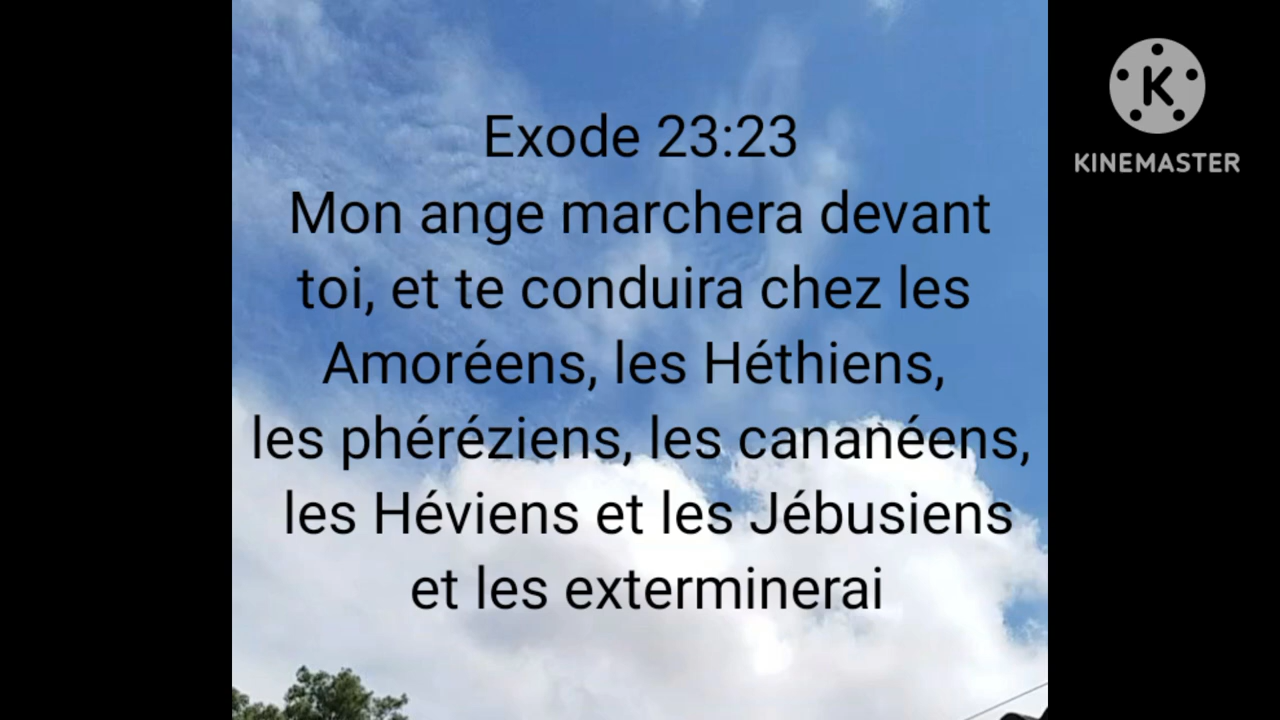 Exode 23:23
Mon ange marchera devant
toi, et te conduira chez les
Amoréens, les Héthiens,
les phéréziens, les cananéens,
les Héviens et les Jébusiens
et les exterminerai
K
KINEMASTER